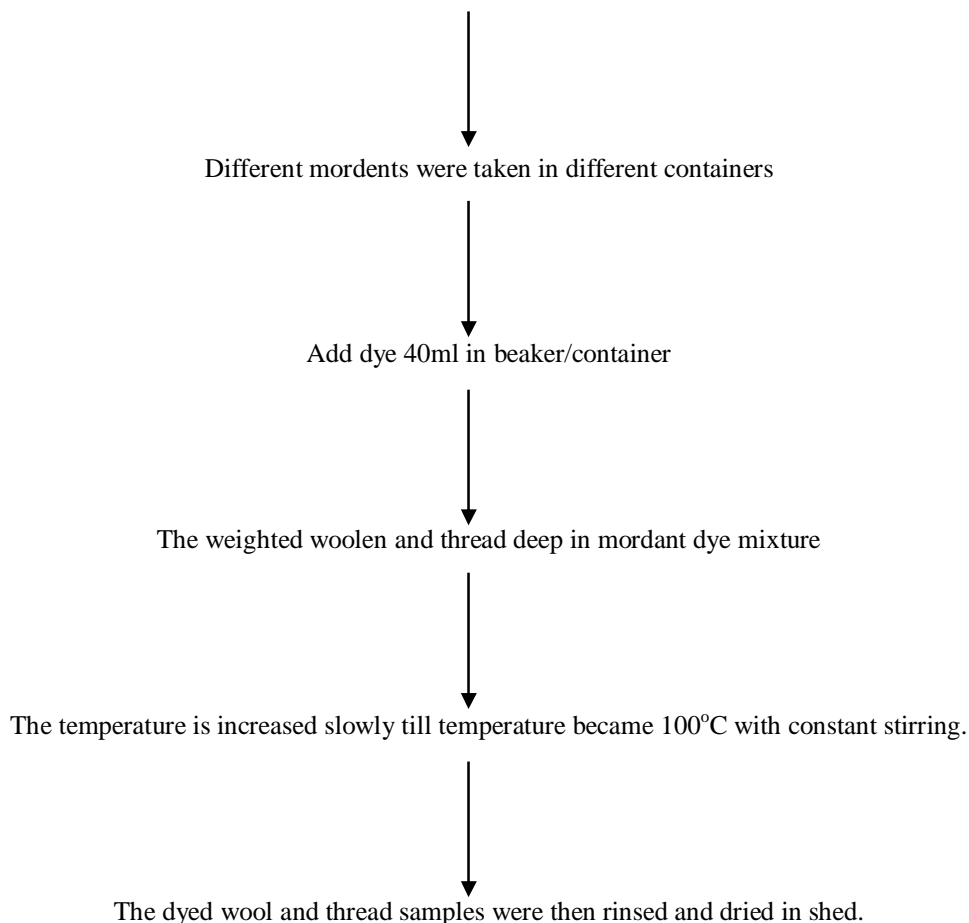 Different mordents were taken in different containers
Add dye 40ml in beaker/container
The weighted woolen and thread deep in mordant dye mixture
The temperature is increased slowly till temperature became 100°C with constant stirring.
The dyed wool and thread samples were then rinsed and dried in shed.